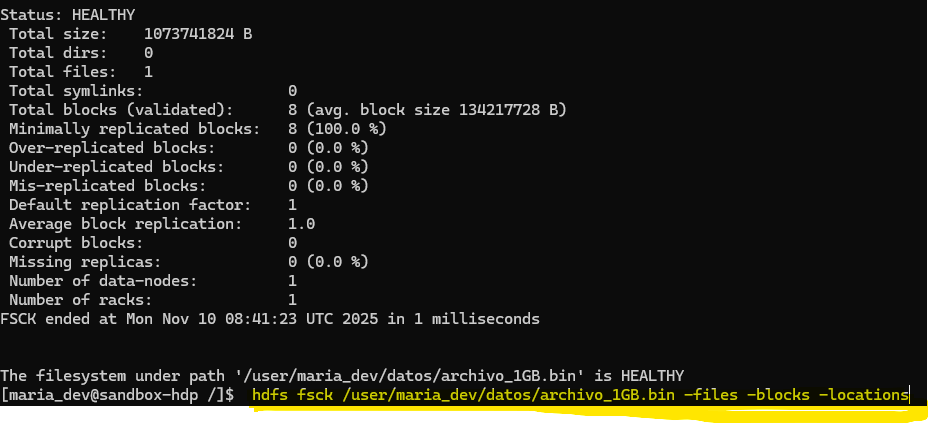 Status: HEALTHY
 Total size:    1073741824 B
 Total dirs:    0
 Total files:   1
 Total symlinks:                0
 Total blocks (validated):      8 (avg. block size 134217728 B)
 Minimally replicated blocks:   8 (100.0 %)
 Over-replicated blocks:        0 (0.0 %)
 Under-replicated blocks:       0 (0.0 %)
 Mis-replicated blocks:         0 (0.0 %)
 Default replication factor:    1
 Average block replication:     1.0
 Corrupt blocks:                0
 Missing replicas:              0 (0.0 %)
 Number of data-nodes:          1
 Number of racks:               1
FSCK ended at Mon Nov 10 08:41:23 UTC 2025 in 1 milliseconds
The filesystem under path '/user/maria_dev/datos/archivo_1GB.bin' is HEALTHY
[maria_dev@sandbox-hdp /]$  hdfs fsck /user/maria_dev/datos/archivo_1GB.bin -files -blocks -locations